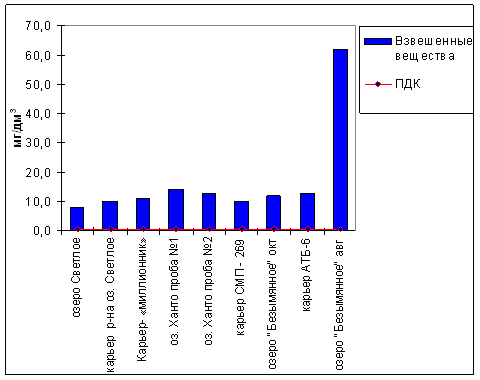 70,0
60,0
50,0
40,0
30,0
20,0
10,0
0,0
мг/дм³
озеро Светлое
карьер р-на оз. Светлое
Карьер- «миллионник»
оз. Ханто проба №1
оз. Ханто проба №2
карьер СМП - 269
озеро "Безымянное" окт
карьер АТБ-6
озеро "Безымянное" авг
Взвешенные
вещества
ПДК